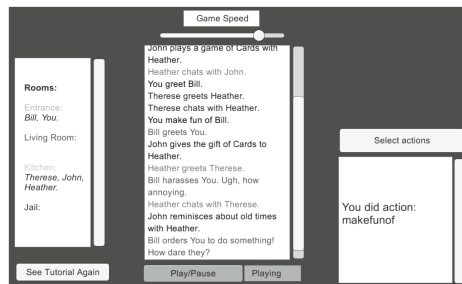 Game Speed
Rooms:
Entrance:
Bill, You.
Living Room:
Kitchen:
Therese, John,
Heather.
Jail:
See Tutorial Again
John plays a game of Cards with
Heather.
Heather chats with John.
You greet Bill.
Therese greets Heather.
Therese chats with Heather.
You make fun of Bill.
Bill greets You.
John gives the gift of Cards to
Heather.
Heather greets Therese.
Bill harasses You. Ugh, how
annoying.
Heather chats with Therese.
John reminisces about old times
with Heather.
Bill orders You to do something!
How dare they?
Play/Pause
Playing
Select actions
You did action:
makefunof